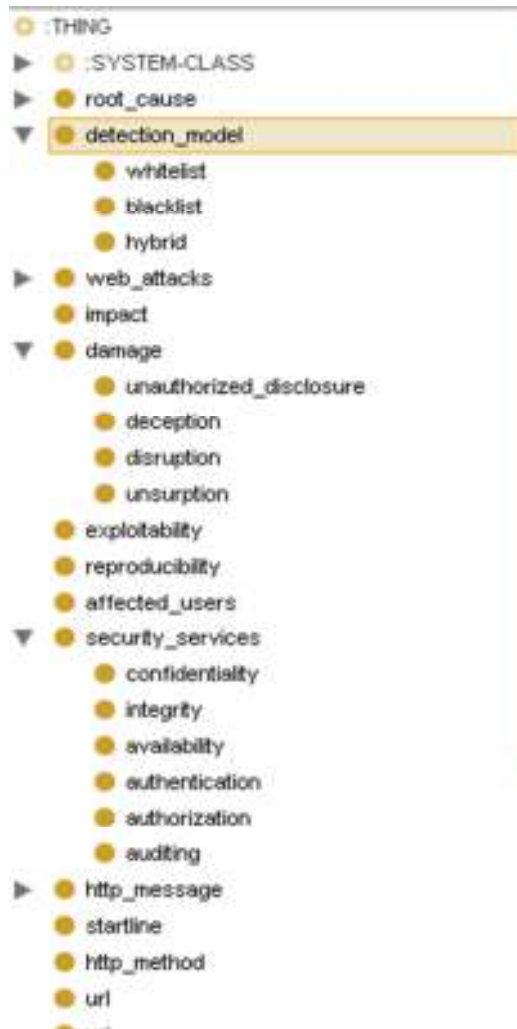 :THING
:SYSTEM-CLASS
root_cause
detection_model
whitelist
blacklist
hybrid
web_attacks
impact
damage
unauthorized_disclosure
deception
disruption
unsurption
exploitability
reproducibility
affected_users
security_services
confidentiality
integrity
availability
authentication
authorization
auditing
http_message
startline
http_method
url